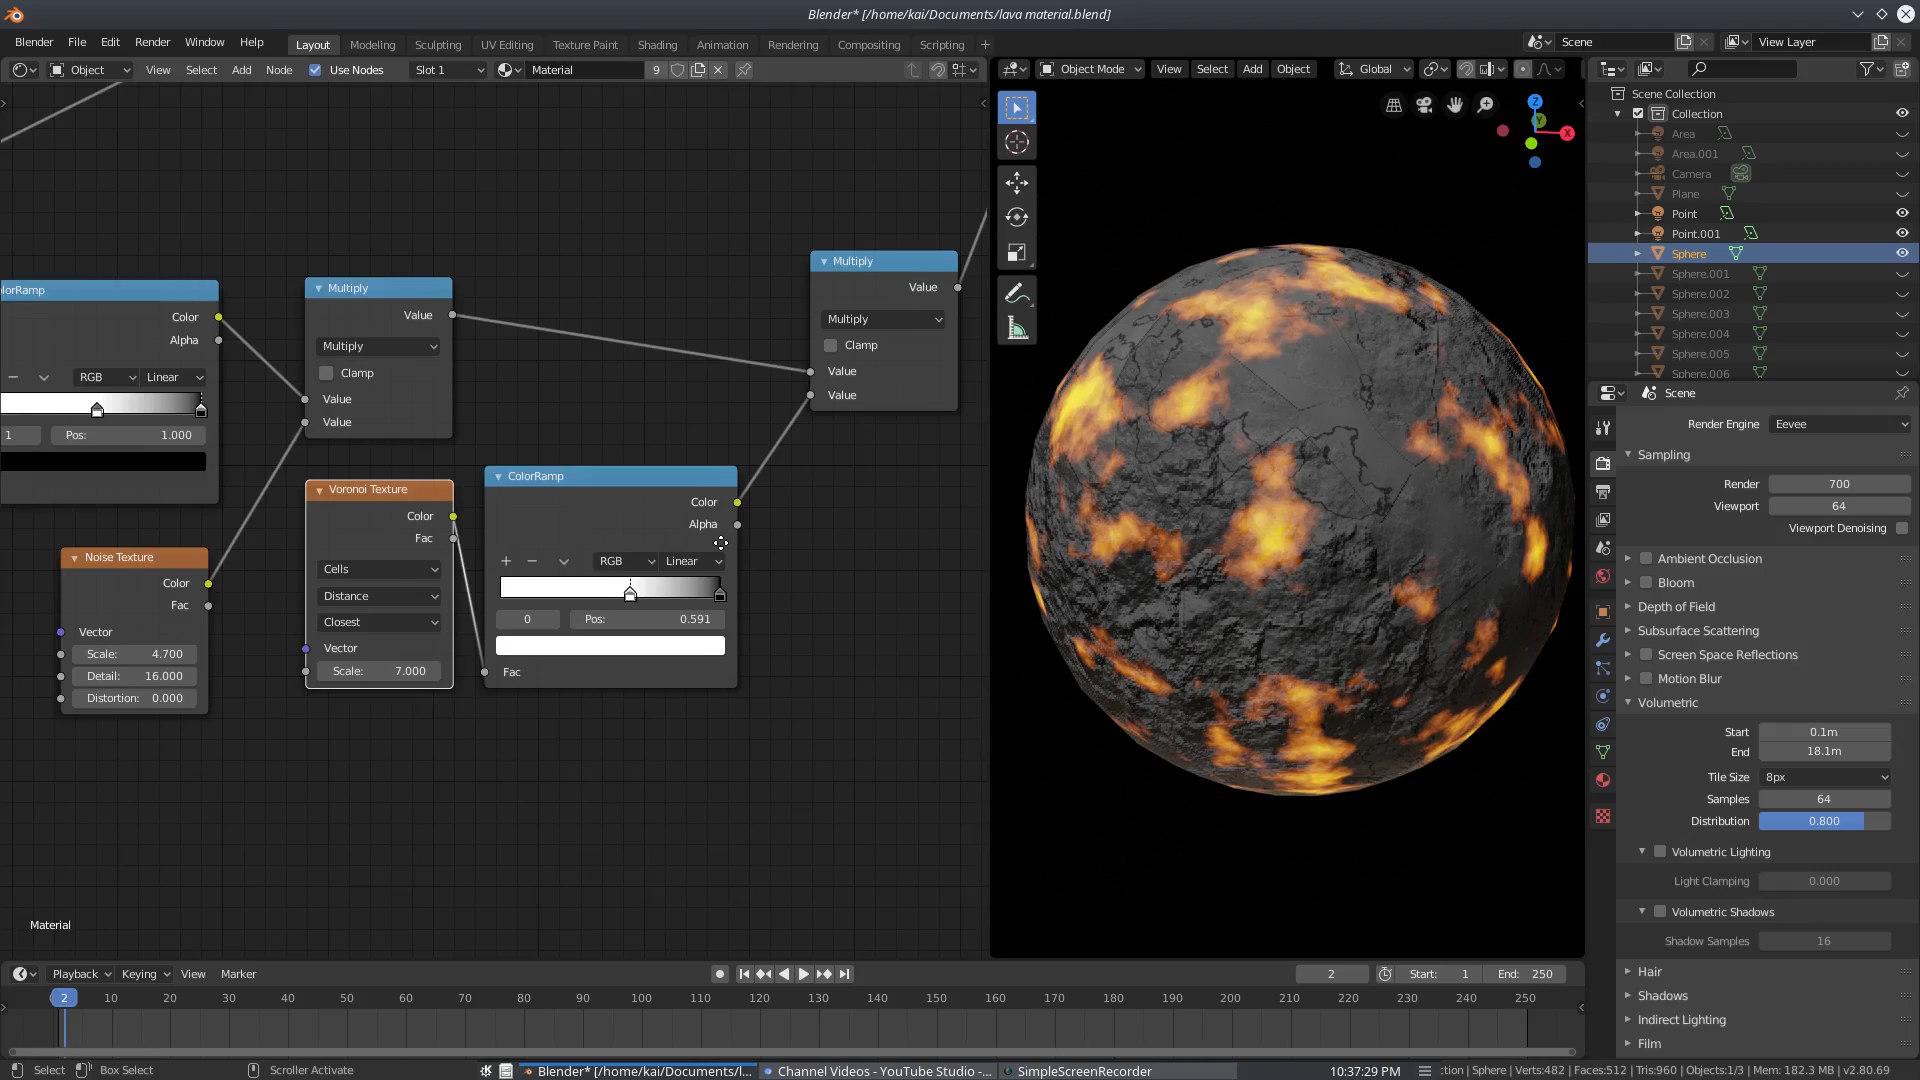 Blender* [/home/kai/Documents/lava material.blend]
Blender File Edit Render Window Help Layout Modeling Sculpting UV Editing Texture Paint Shading Animation Rendering Compositing Scripting + Scene View Layer
Object View Select Add Node Use Nodes Slot 1 Material 9 Object Mode View Select Add Object Global
Z
Y
X
Scene Collection
Collection
Area
Area.001
Camera
Plane
Point
Point.001
Sphere
Sphere.001
Sphere.002
Sphere.003
Sphere.004
Sphere.005
Sphere.006
lorRamp
Color
Alpha
RGB Linear
1 Pos: 1.000
Multiply
Value
Multiply
Clamp
Value
Value
Multiply
Value
Multiply
Clamp
Value
Value
Noise Texture
Color
Fac
Vector
Scale: 4.700
Detail: 16.000
Distortion: 0.000
Voronoi Texture
Color
Fac
Cells
Distance
Closest
Vector
Scale: 7.000
ColorRamp
Color
Alpha
RGB Linear
0 Pos: 0.591
Fac
Material
Scene
Render Engine Eevee
Sampling
Render 700
Viewport 64
Viewport Denoising
Ambient Occlusion
Bloom
Depth of Field
Subsurface Scattering
Screen Space Reflections
Motion Blur
Volumetric
Start 0.1m
End 18.1m
Tile Size 8px
Samples 64
Distribution 0.800
Volumetric Lighting
Light Clamping 0.000
Volumetric Shadows
Shadow Samples 16
Hair
Shadows
Indirect Lighting
Film
Playback Keying View Marker 2 Start: 1 End: 250
2 10 20 30 40 50 60 70 80 90 100 110 120 130 140 150 160 170 180 190 200 210 220 230 240 250
Select Box Select Scroller Activate Blender* [/home/kai/Documents/l... Channel Videos - YouTube Studio -... SimpleScreenRecorder 10:37:29 PM :ction | Sphere | Verts:482 | Faces:512 | Tris:960 | Objects:1/3 | Mem: 182.3 MB | v2.80.69